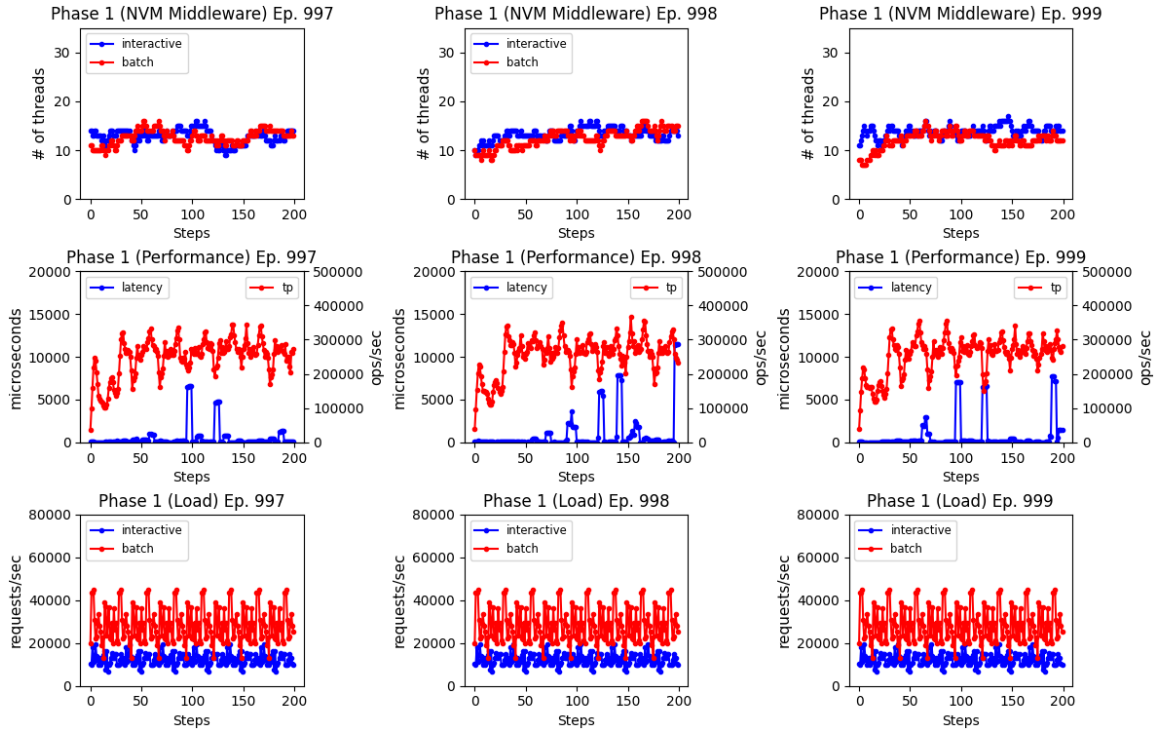 Phase 1 (NVM Middleware) Ep. 997
# of threads
30
20
10
0
interactive
batch
0 50 100 150 200
Steps
Phase 1 (NVM Middleware) Ep. 998
# of threads
30
20
10
0
interactive
batch
0 50 100 150 200
Steps
Phase 1 (NVM Middleware) Ep. 999
# of threads
30
20
10
0
interactive
batch
0 50 100 150 200
Steps
Phase 1 (Performance) Ep. 997
microseconds
20000
15000
10000
5000
0
latency
tp
500000
400000
300000
200000
100000
0
ops/sec
0 50 100 150 200
Steps
Phase 1 (Performance) Ep. 998
microseconds
20000
15000
10000
5000
0
latency
tp
500000
400000
300000
200000
100000
0
ops/sec
0 50 100 150 200
Steps
Phase 1 (Performance) Ep. 999
microseconds
20000
15000
10000
5000
0
latency
tp
500000
400000
300000
200000
100000
0
ops/sec
0 50 100 150 200
Steps
Phase 1 (Load) Ep. 997
requests/sec
80000
60000
40000
20000
0
interactive
batch
0 50 100 150 200
Steps
Phase 1 (Load) Ep. 998
requests/sec
80000
60000
40000
20000
0
interactive
batch
0 50 100 150 200
Steps
Phase 1 (Load) Ep. 999
requests/sec
80000
60000
40000
20000
0
interactive
batch
0 50 100 150 200
Steps